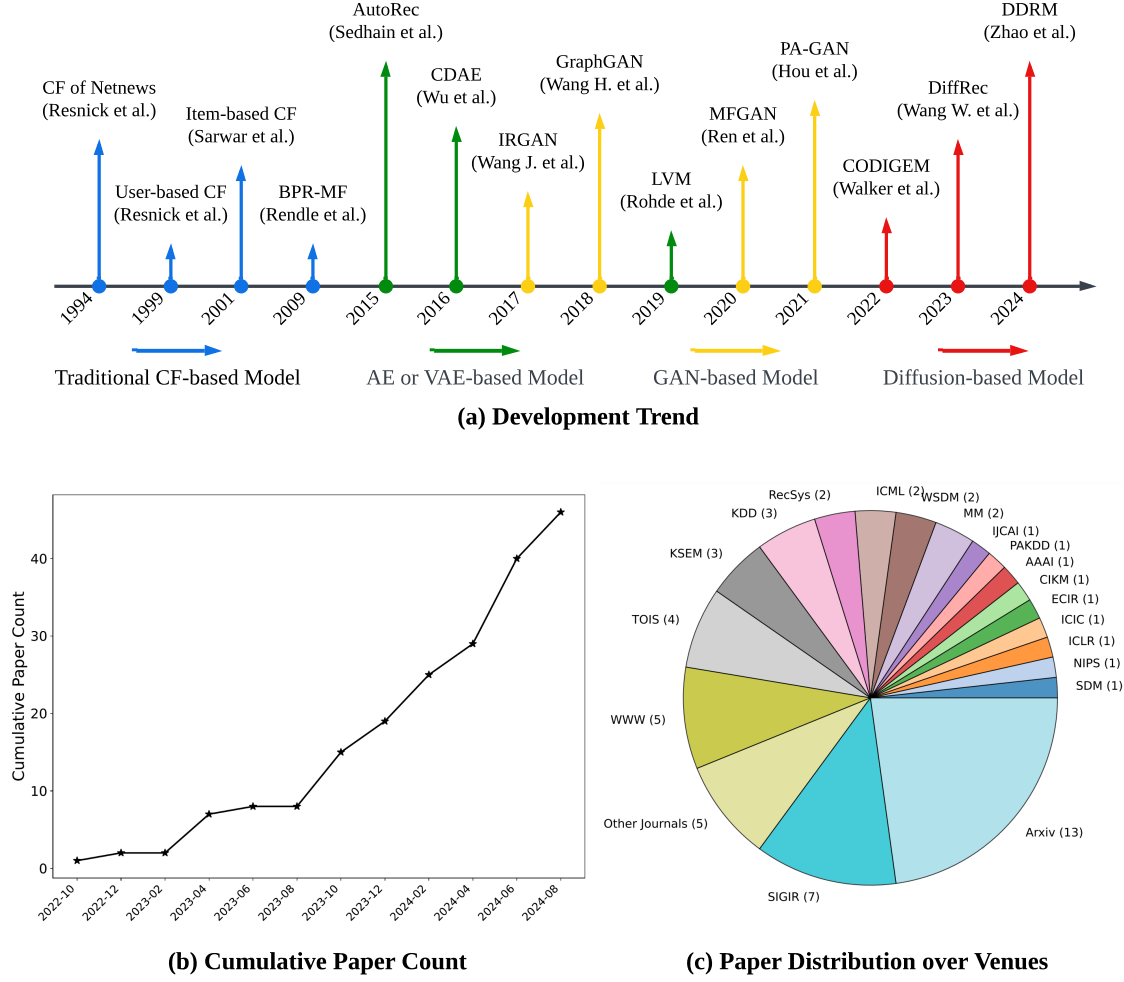 AutoRec
(Sedhain et al.)
DDRM
(Zhao et al.)
GraphGAN
(Wang H. et al.)
PA-GAN
(Hou et al.)
CDAE
(Wu et al.)
CF of Netnews
(Resnick et al.)
DiffRec
(Wang W. et al.)
Item-based CF
(Sarwar et al.)
MFGAN
(Ren et al.)
IRGAN
(Wang J. et al.)
CODIGEM
(Walker et al.)
LVM
(Rohde et al.)
User-based CF
(Resnick et al.)
BPR-MF
(Rendle et al.)
1994
1999
2001
2009
2015
2016
2017
2018
2019
2020
2021
2022
2023
2024
Traditional CF-based Model
AE or VAE-based Model
GAN-based Model
Diffusion-based Model
(a) Development Trend
Cumulative Paper Count
40
30
20
10
0
2022-10
2022-12
2023-02
2023-04
2023-06
2023-08
2023-10
2023-12
2024-02
2024-04
2024-06
2024-08
(b) Cumulative Paper Count
ICML (2)
WSDM (2)
RecSys (2)
MM (2)
KDD (3)
IJCAI (1)
PAKDD (1)
KSEM (3)
AAAI (1)
CIKM (1)
ECIR (1)
TOIS (4)
ICIC (1)
ICLR (1)
NIPS (1)
SDM (1)
WWW (5)
Other Journals (5)
Arxiv (13)
SIGIR (7)
(c) Paper Distribution over Venues